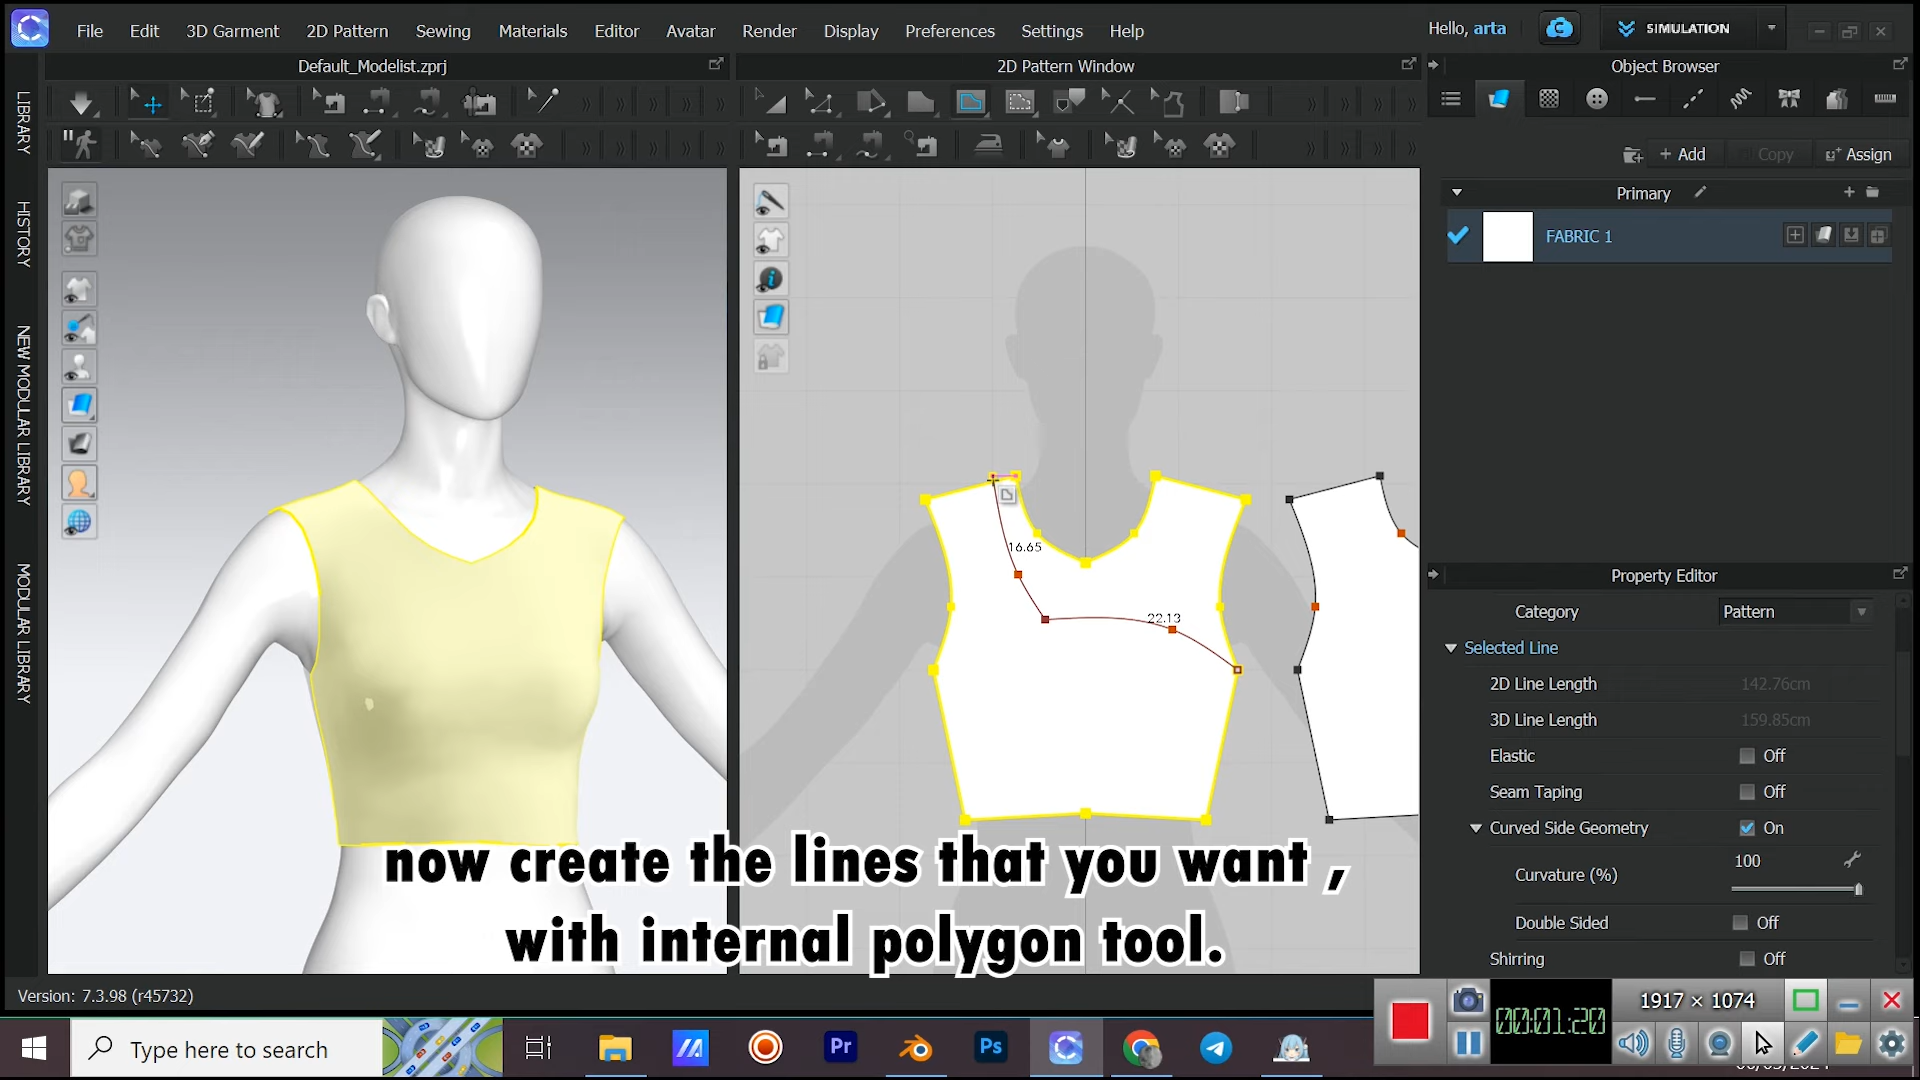 File Edit 3D Garment 2D Pattern Sewing Materials Editor Avatar Render Display Preferences Settings Help
Hello, arta
SIMULATION
Default_Modelist.zprj
2D Pattern Window
Object Browser
LIBRARY
HISTORY
NEW MODULAR LIBRARY
MODULAR LIBRARY
+ Add
Copy
Assign
Primary
FABRIC 1
16.65
22.13
Property Editor
Category Pattern
Selected Line
2D Line Length 142.76cm
3D Line Length 159.85cm
Elastic Off
Seam Taping Off
Curved Side Geometry On
Curvature (%) 100
Double Sided Off
Shirring Off
now create the lines that you want ,
with internal polygon tool.
Version: 7.3.98 (r45732)
1917 × 1074
00:01:20
Type here to search
Pr
Ps